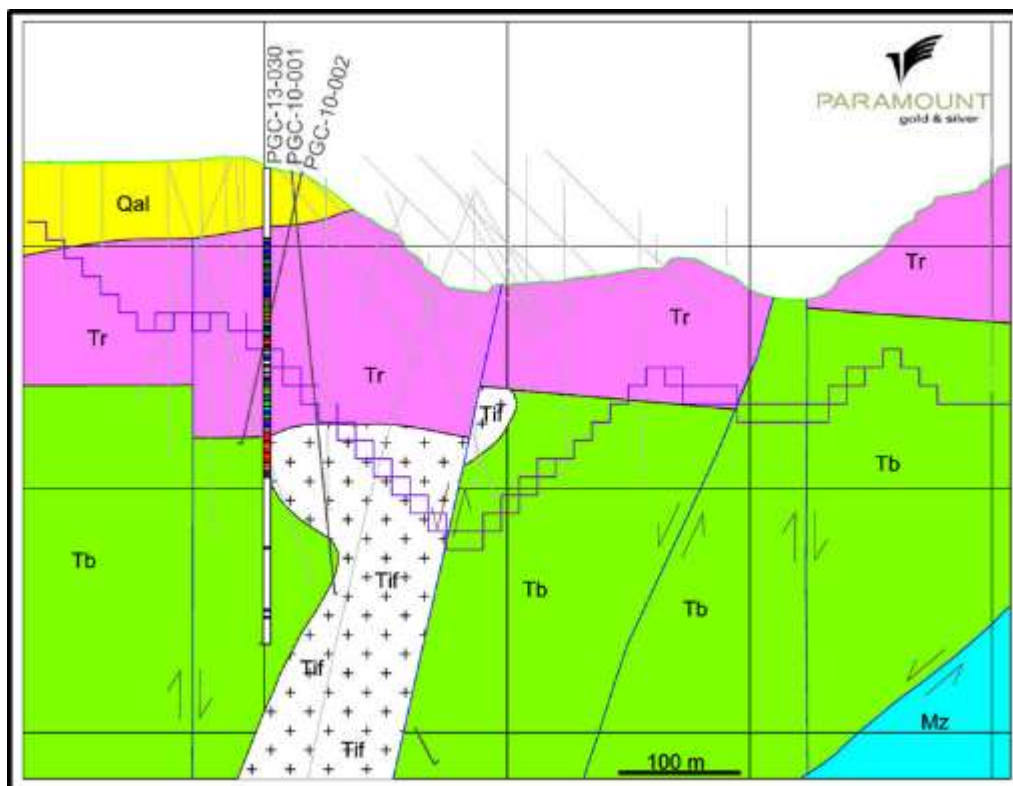 PGC-13-030
PGC-10-001
PGC-10-002
PARAMOUNT
gold & silver
Qal
Tr
Tr
Tr
Tr
Tif
Tb
Tb
Tif
Tb
Tb
Tif
Mz
Tif
100 m